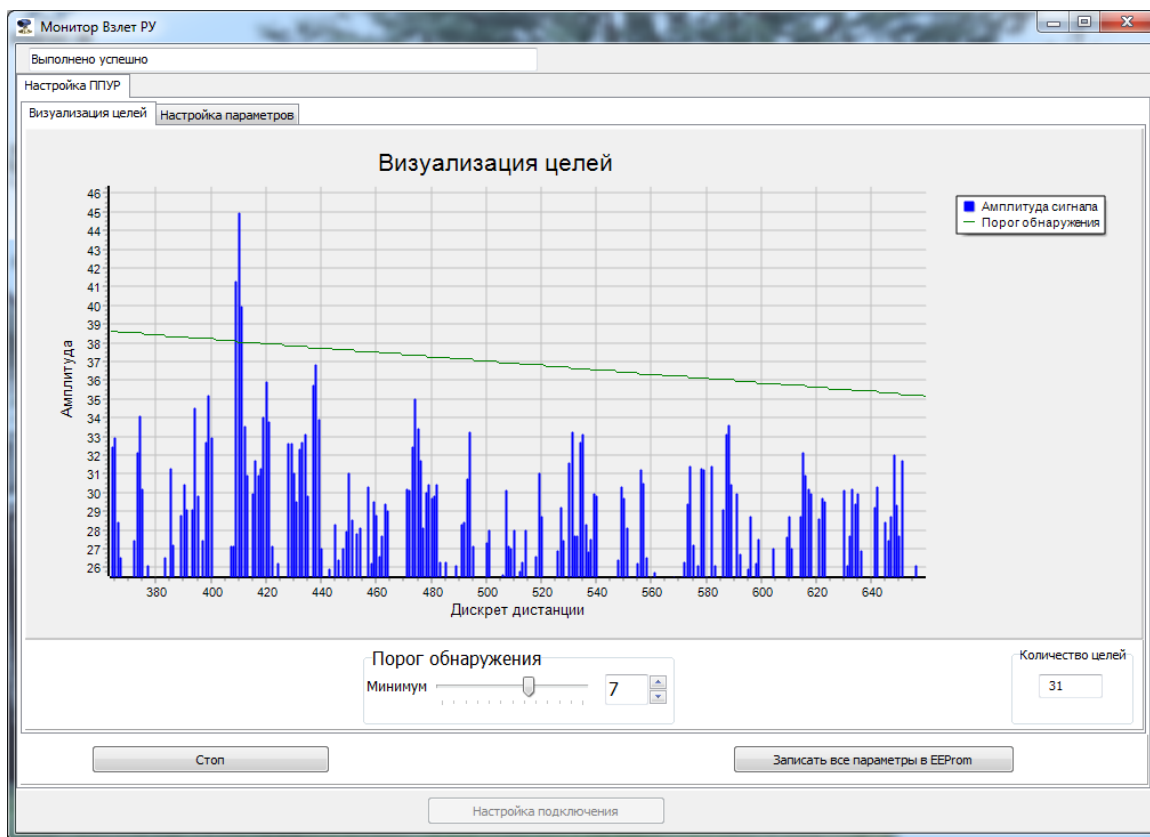 Монитор Взлет РУ
Выполнено успешно
Настройка ППУР
Визуализация целей
Настройка параметров
Визуализация целей
46
45
44
43
42
41
40
39
38
37
36
35
34
33
32
31
30
29
28
27
26
Амплитуда
380 400 420 440 460 480 500 520 540 560 580 600 620 640
Дискрет дистанции
Амплитуда сигнала
Порог обнаружения
Порог обнаружения
Минимум
7
Количество целей
31
Стоп
Записать все параметры в EEProm
Настройка подключения